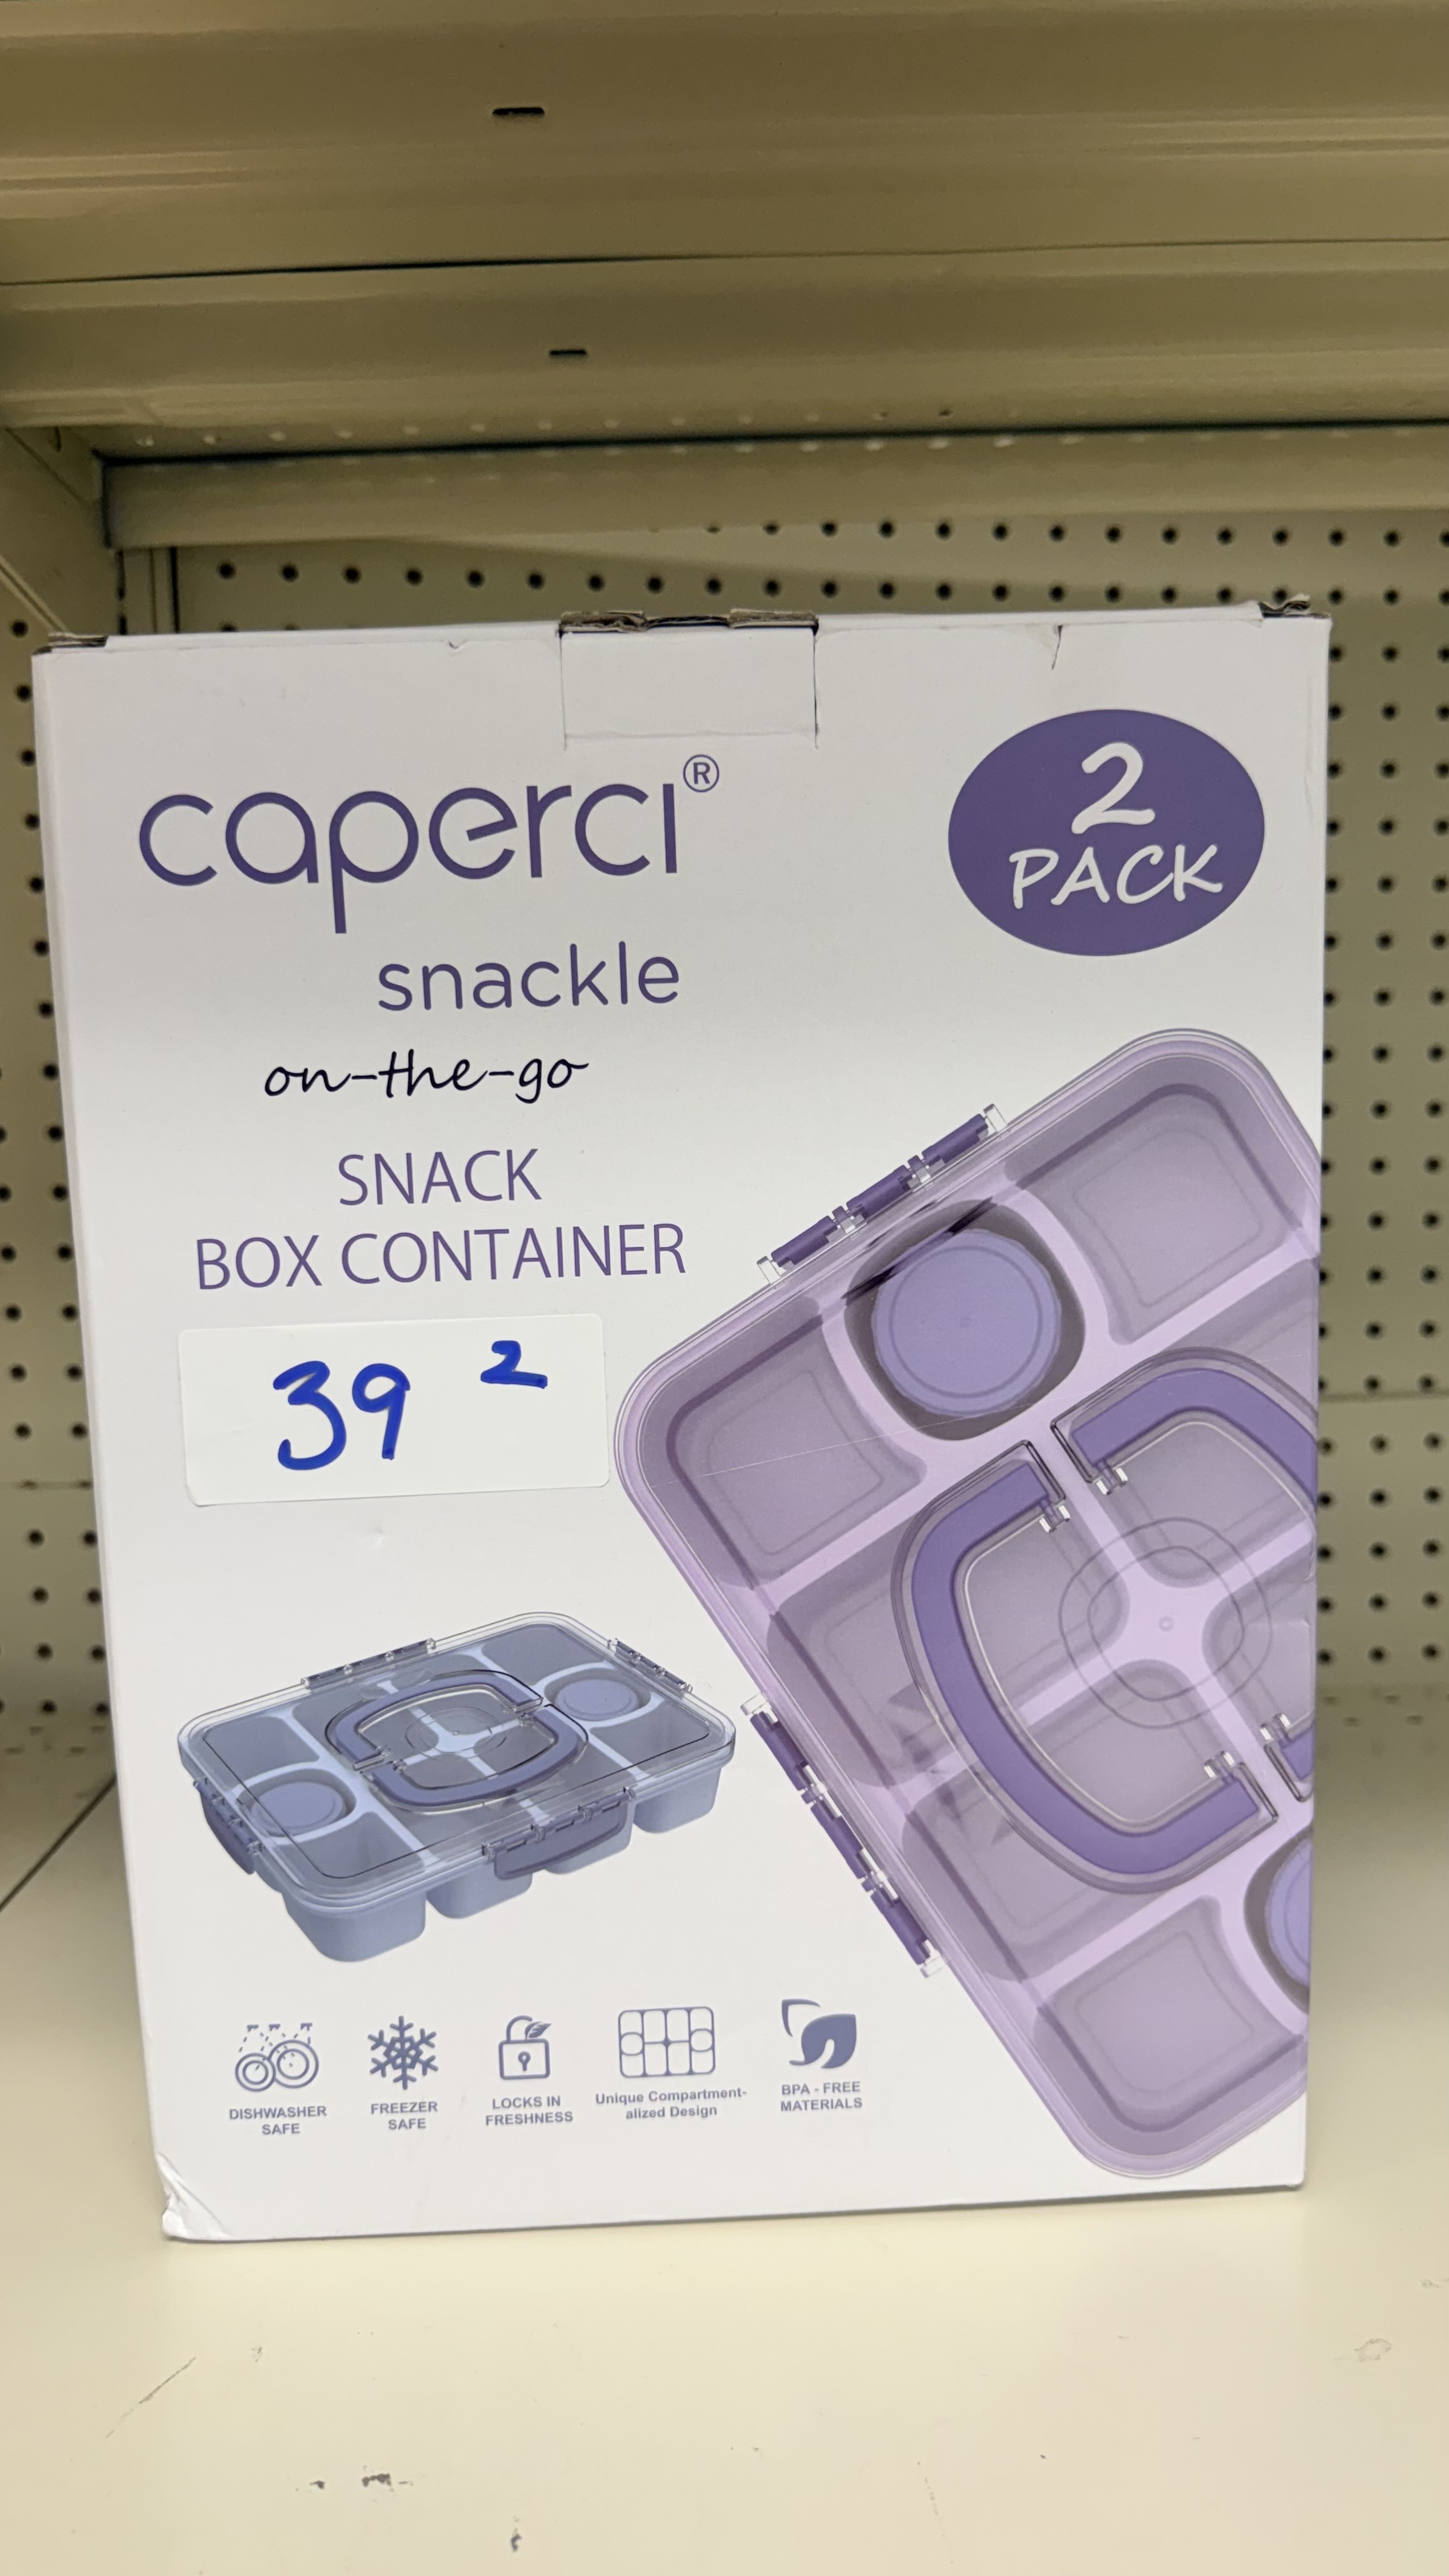 caperci®
snackle
on-the-go
SNACK
BOX CONTAINER
2
PACK
39 2
DISHWASHER
SAFE
FREEZER
SAFE
LOCKS IN
FRESHNESS
Unique Compartment-
alized Design
BPA - FREE
MATERIALS